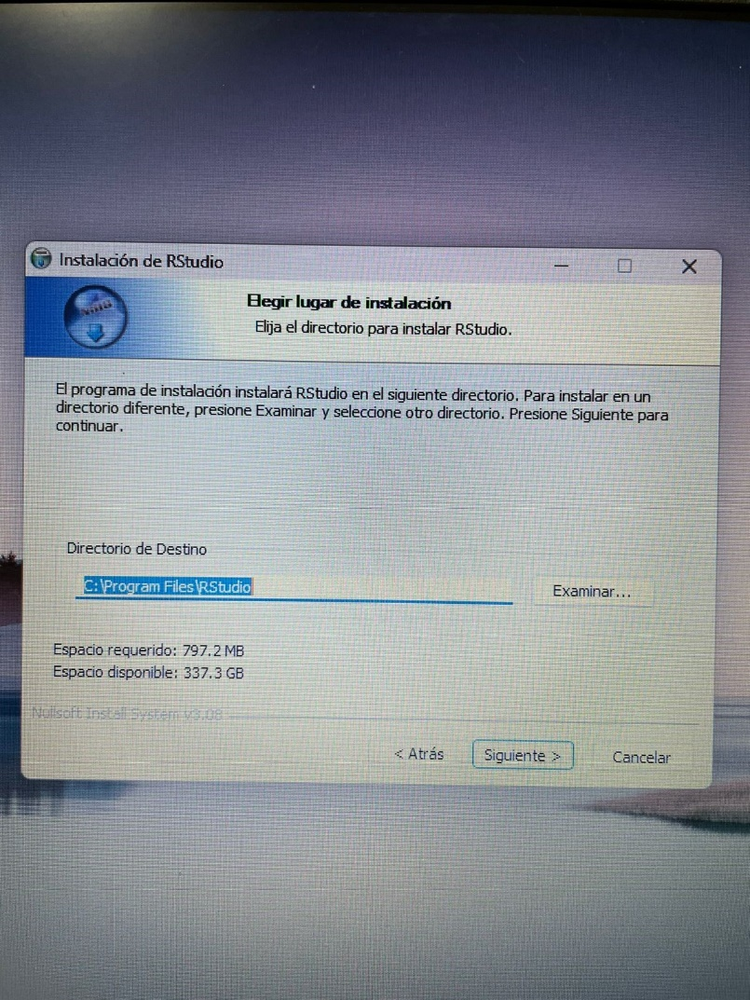 Instalación de RStudio
Elegir lugar de instalación
Elija el directorio para instalar RStudio.
El programa de instalación instalará RStudio en el siguiente directorio. Para instalar en un
directorio diferente, presione Examinar y seleccione otro directorio. Presione Siguiente para
continuar.
Directorio de Destino
C:\Program Files\RStudio
Examinar...
Espacio requerido: 797.2 MB
Espacio disponible: 337.3 GB
Nullsoft Install System v3.08
< Atrás
Siguiente >
Cancelar